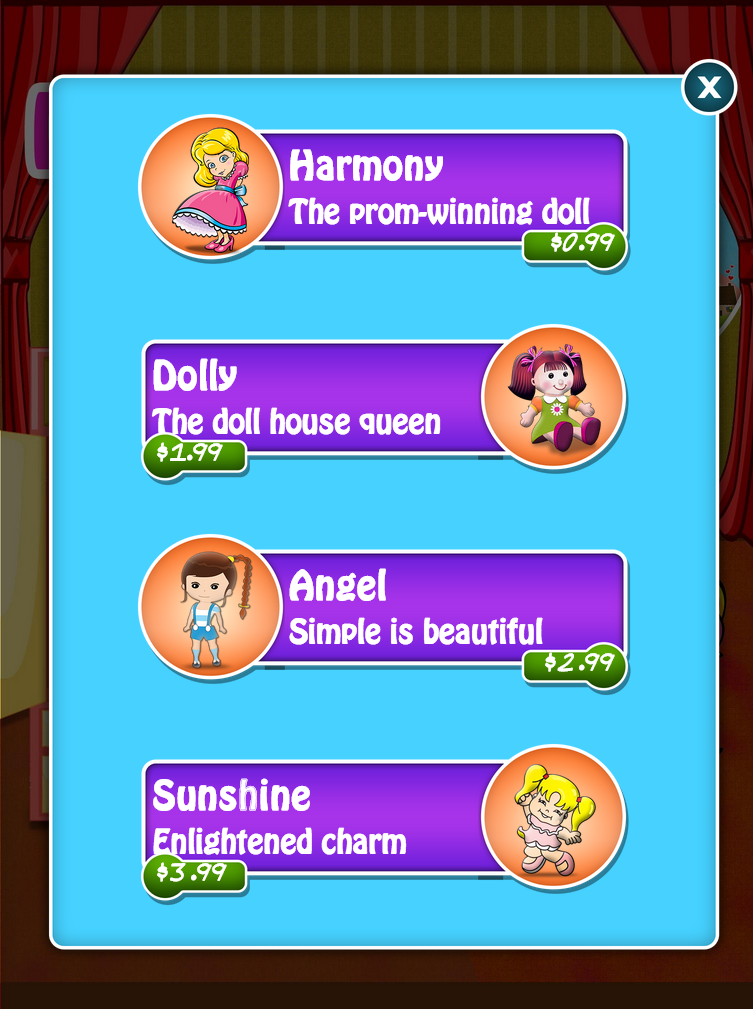 X
Harmony
The prom-winning doll
$0.99
Dolly
The doll house queen
$1.99
Angel
Simple is beautiful
$2.99
Sunshine
Enlightened charm
$3.99